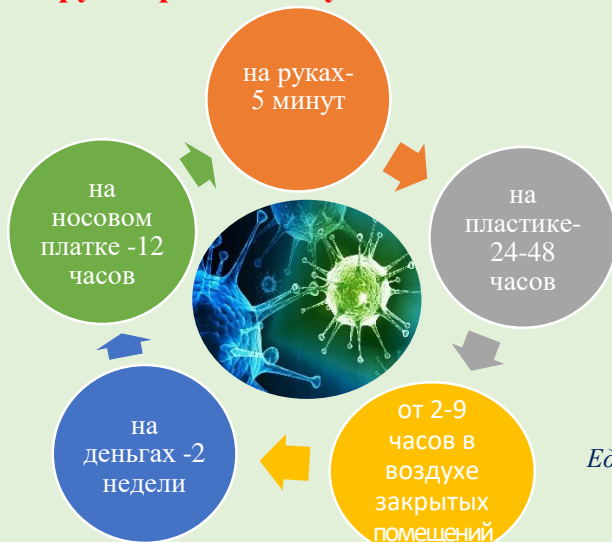 на руках-
5 минут
на
пластике-
24-48
часов
от 2-9
часов в
воздухе
закрытых
помещений
на
деньгах -2
недели
на
носовом
платке -12
часов